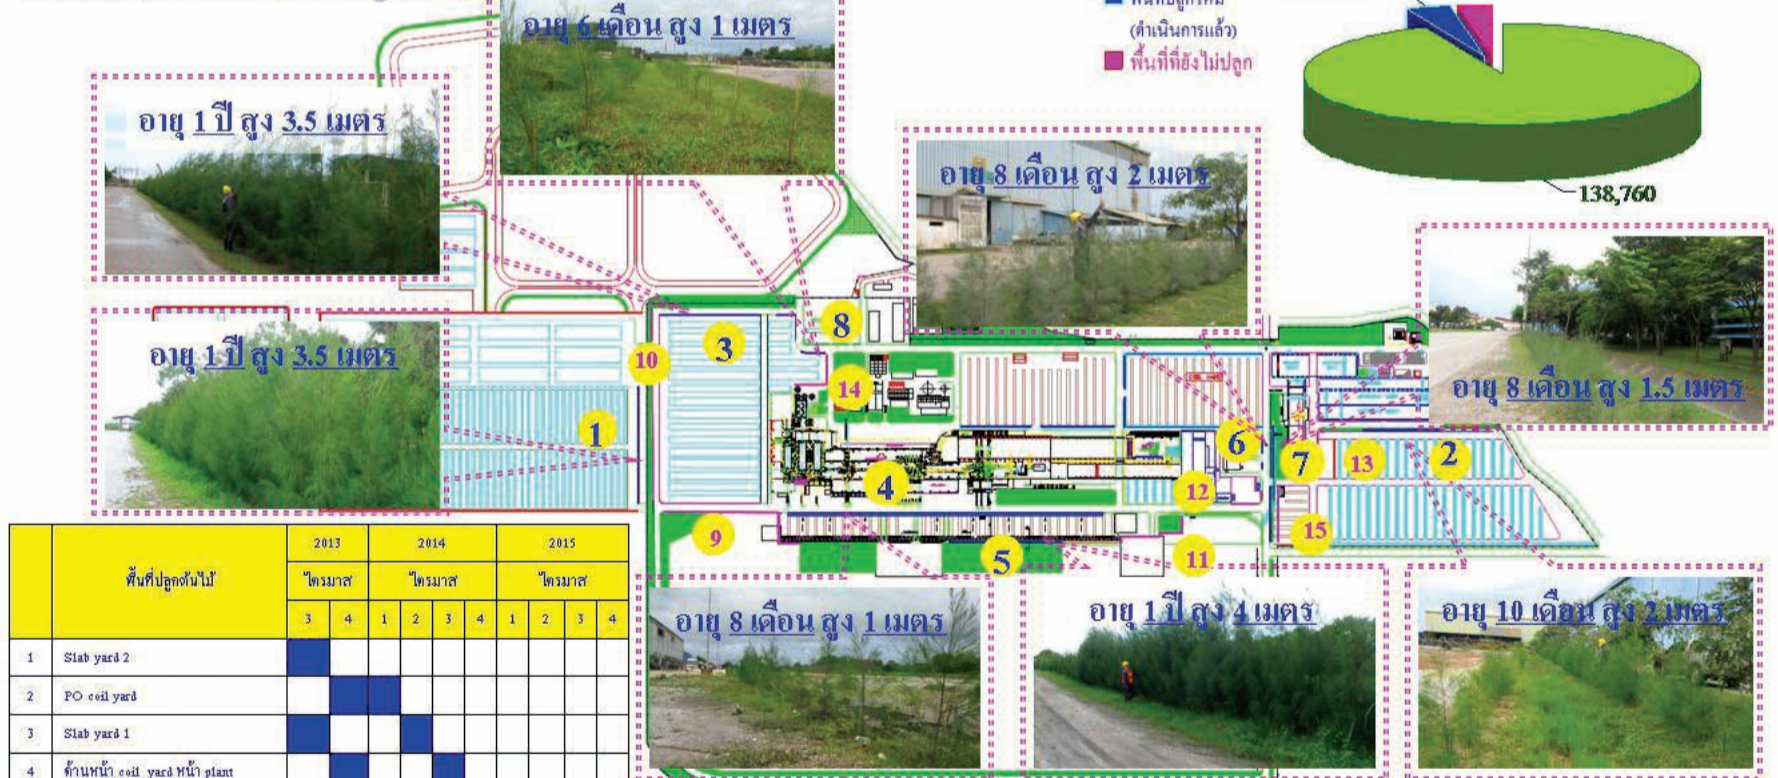 อายุ 6 เดือน สูง 1 เมตร
(ดำเนินการแล้ว)
พื้นที่ที่ยังไม่ปลูก
138,760
อายุ 1 ปี สูง 3.5 เมตร
อายุ 8 เดือน สูง 2 เมตร
อายุ 1 ปี สูง 3.5 เมตร
อายุ 8 เดือน สูง 1.5 เมตร
8
3
10
14
1
6
7
13
2
4
12
9
5
11
15
พื้นที่ปลูกต้นไม้
2013
2014
2015
ไตรมาส
ไตรมาส
ไตรมาส
3 4 1 2 3 4 1 2 3 4
1 Slab yard 2
2 PO coil yard
3 Slab yard 1
4 ด้านหน้า coil yard หน้า plant
อายุ 8 เดือน สูง 1 เมตร
อายุ 1 ปี สูง 4 เมตร
อายุ 10 เดือน สูง 2 เมตร